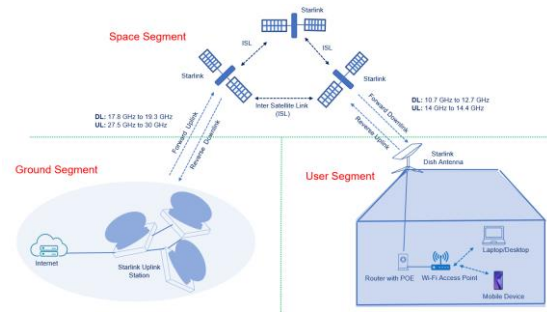 Starlink
Space Segment
ISL
ISL
Starlink
Starlink
Inter Satellite Link
(ISL)
DL: 17.8 GHz to 19.3 GHz
UL: 27.5 GHz to 30 GHz
Forward Uplink
Reverse Downlink
Forward Downlink
Reverse Uplink
DL: 10.7 GHz to 12.7 GHz
UL: 14 GHz to 14.4 GHz
Ground Segment
User Segment
Starlink
Dish Antenna
Internet
Starlink Uplink
Station
Laptop/Desktop
Router with POE
Wi-Fi Access Point
Mobile Device